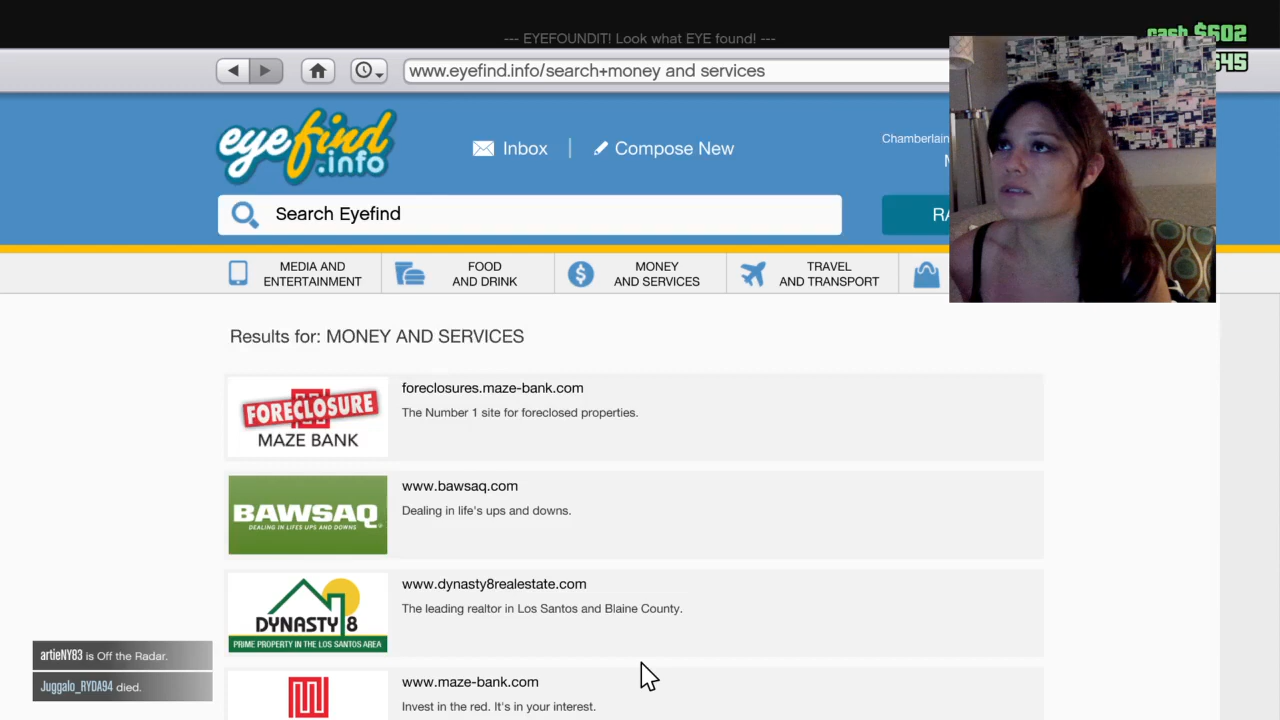 --- EYEFOUNDIT! Look what EYE found! ---
cash $602
www.eyefind.info/search+money and services
eyefind
.info
Inbox
Compose New
Chamberlain
Search Eyefind
MEDIA AND
ENTERTAINMENT
FOOD
AND DRINK
MONEY
AND SERVICES
TRAVEL
AND TRANSPORT
Results for: MONEY AND SERVICES
FORECLOSURE
MAZE BANK
foreclosures.maze-bank.com
The Number 1 site for foreclosed properties.
BAWSAQ
DEALING IN LIFE'S UPS AND DOWNS
www.bawsaq.com
Dealing in life's ups and downs.
DYNASTY 8
PRIME PROPERTY IN THE LOS SANTOS AREA
www.dynasty8realestate.com
The leading realtor in Los Santos and Blaine County.
www.maze-bank.com
Invest in the red. It's in your interest.
artieNY83 is Off the Radar.
Juggalo_RYDA94 died.